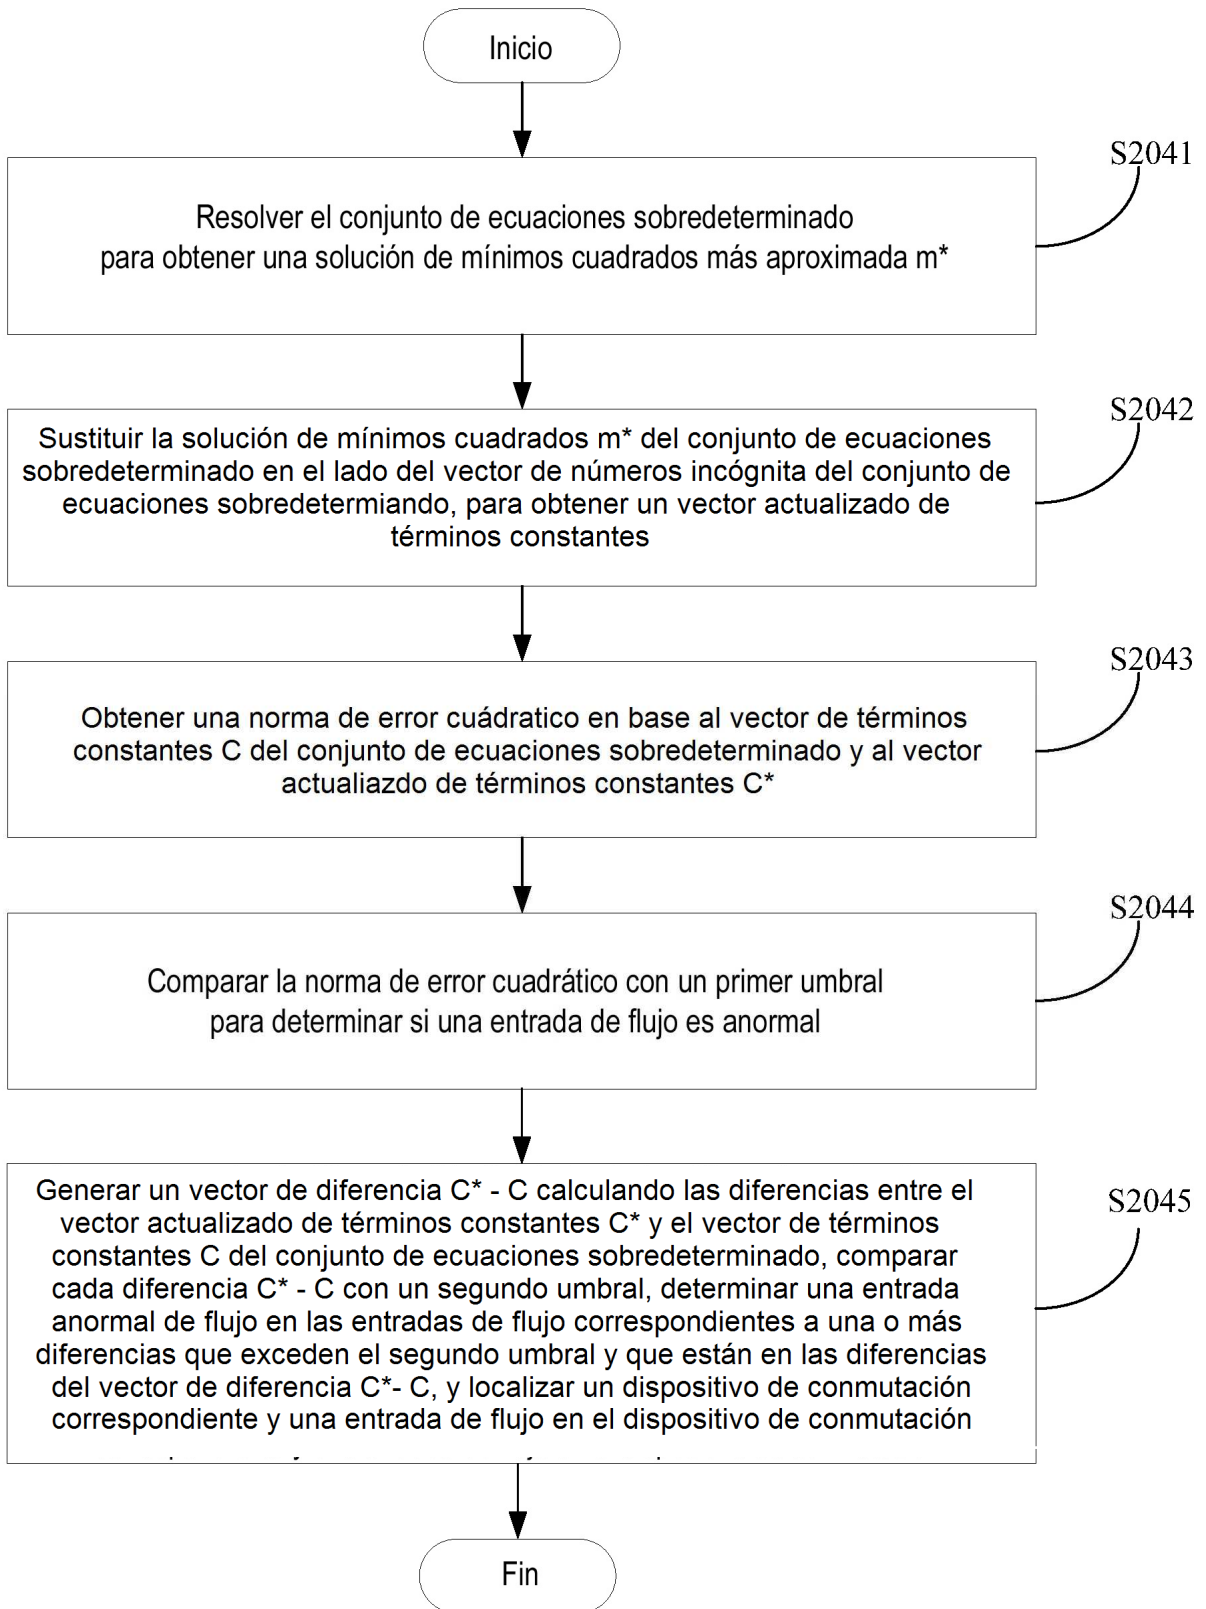 Inicio
S2041
Resolver el conjunto de ecuaciones sobredeterminado
para obtener una solución de mínimos cuadrados más aproximada m*
S2042
Sustituir la solución de mínimos cuadrados m* del conjunto de ecuaciones
sobredeterminado en el lado del vector de números incógnita del conjunto de
ecuaciones sobredetermiando, para obtener un vector actualizado de
términos constantes
S2043
Obtener una norma de error cuádratico en base al vector de términos
constantes C del conjunto de ecuaciones sobredeterminado y al vector
actualiazdo de términos constantes C*
S2044
Comparar la norma de error cuadrático con un primer umbral
para determinar si una entrada de flujo es anormal
S2045
Generar un vector de diferencia C* - C calculando las diferencias entre el
vector actualizado de términos constantes C* y el vector de términos
constantes C del conjunto de ecuaciones sobredeterminado, comparar
cada diferencia C* - C con un segundo umbral, determinar una entrada
anormal de flujo en las entradas de flujo correspondientes a una o más
diferencias que exceden el segundo umbral y que están en las diferencias
del vector de diferencia C*- C, y localizar un dispositivo de conmutación
correspondiente y una entrada de flujo en el dispositivo de conmutación
Fin